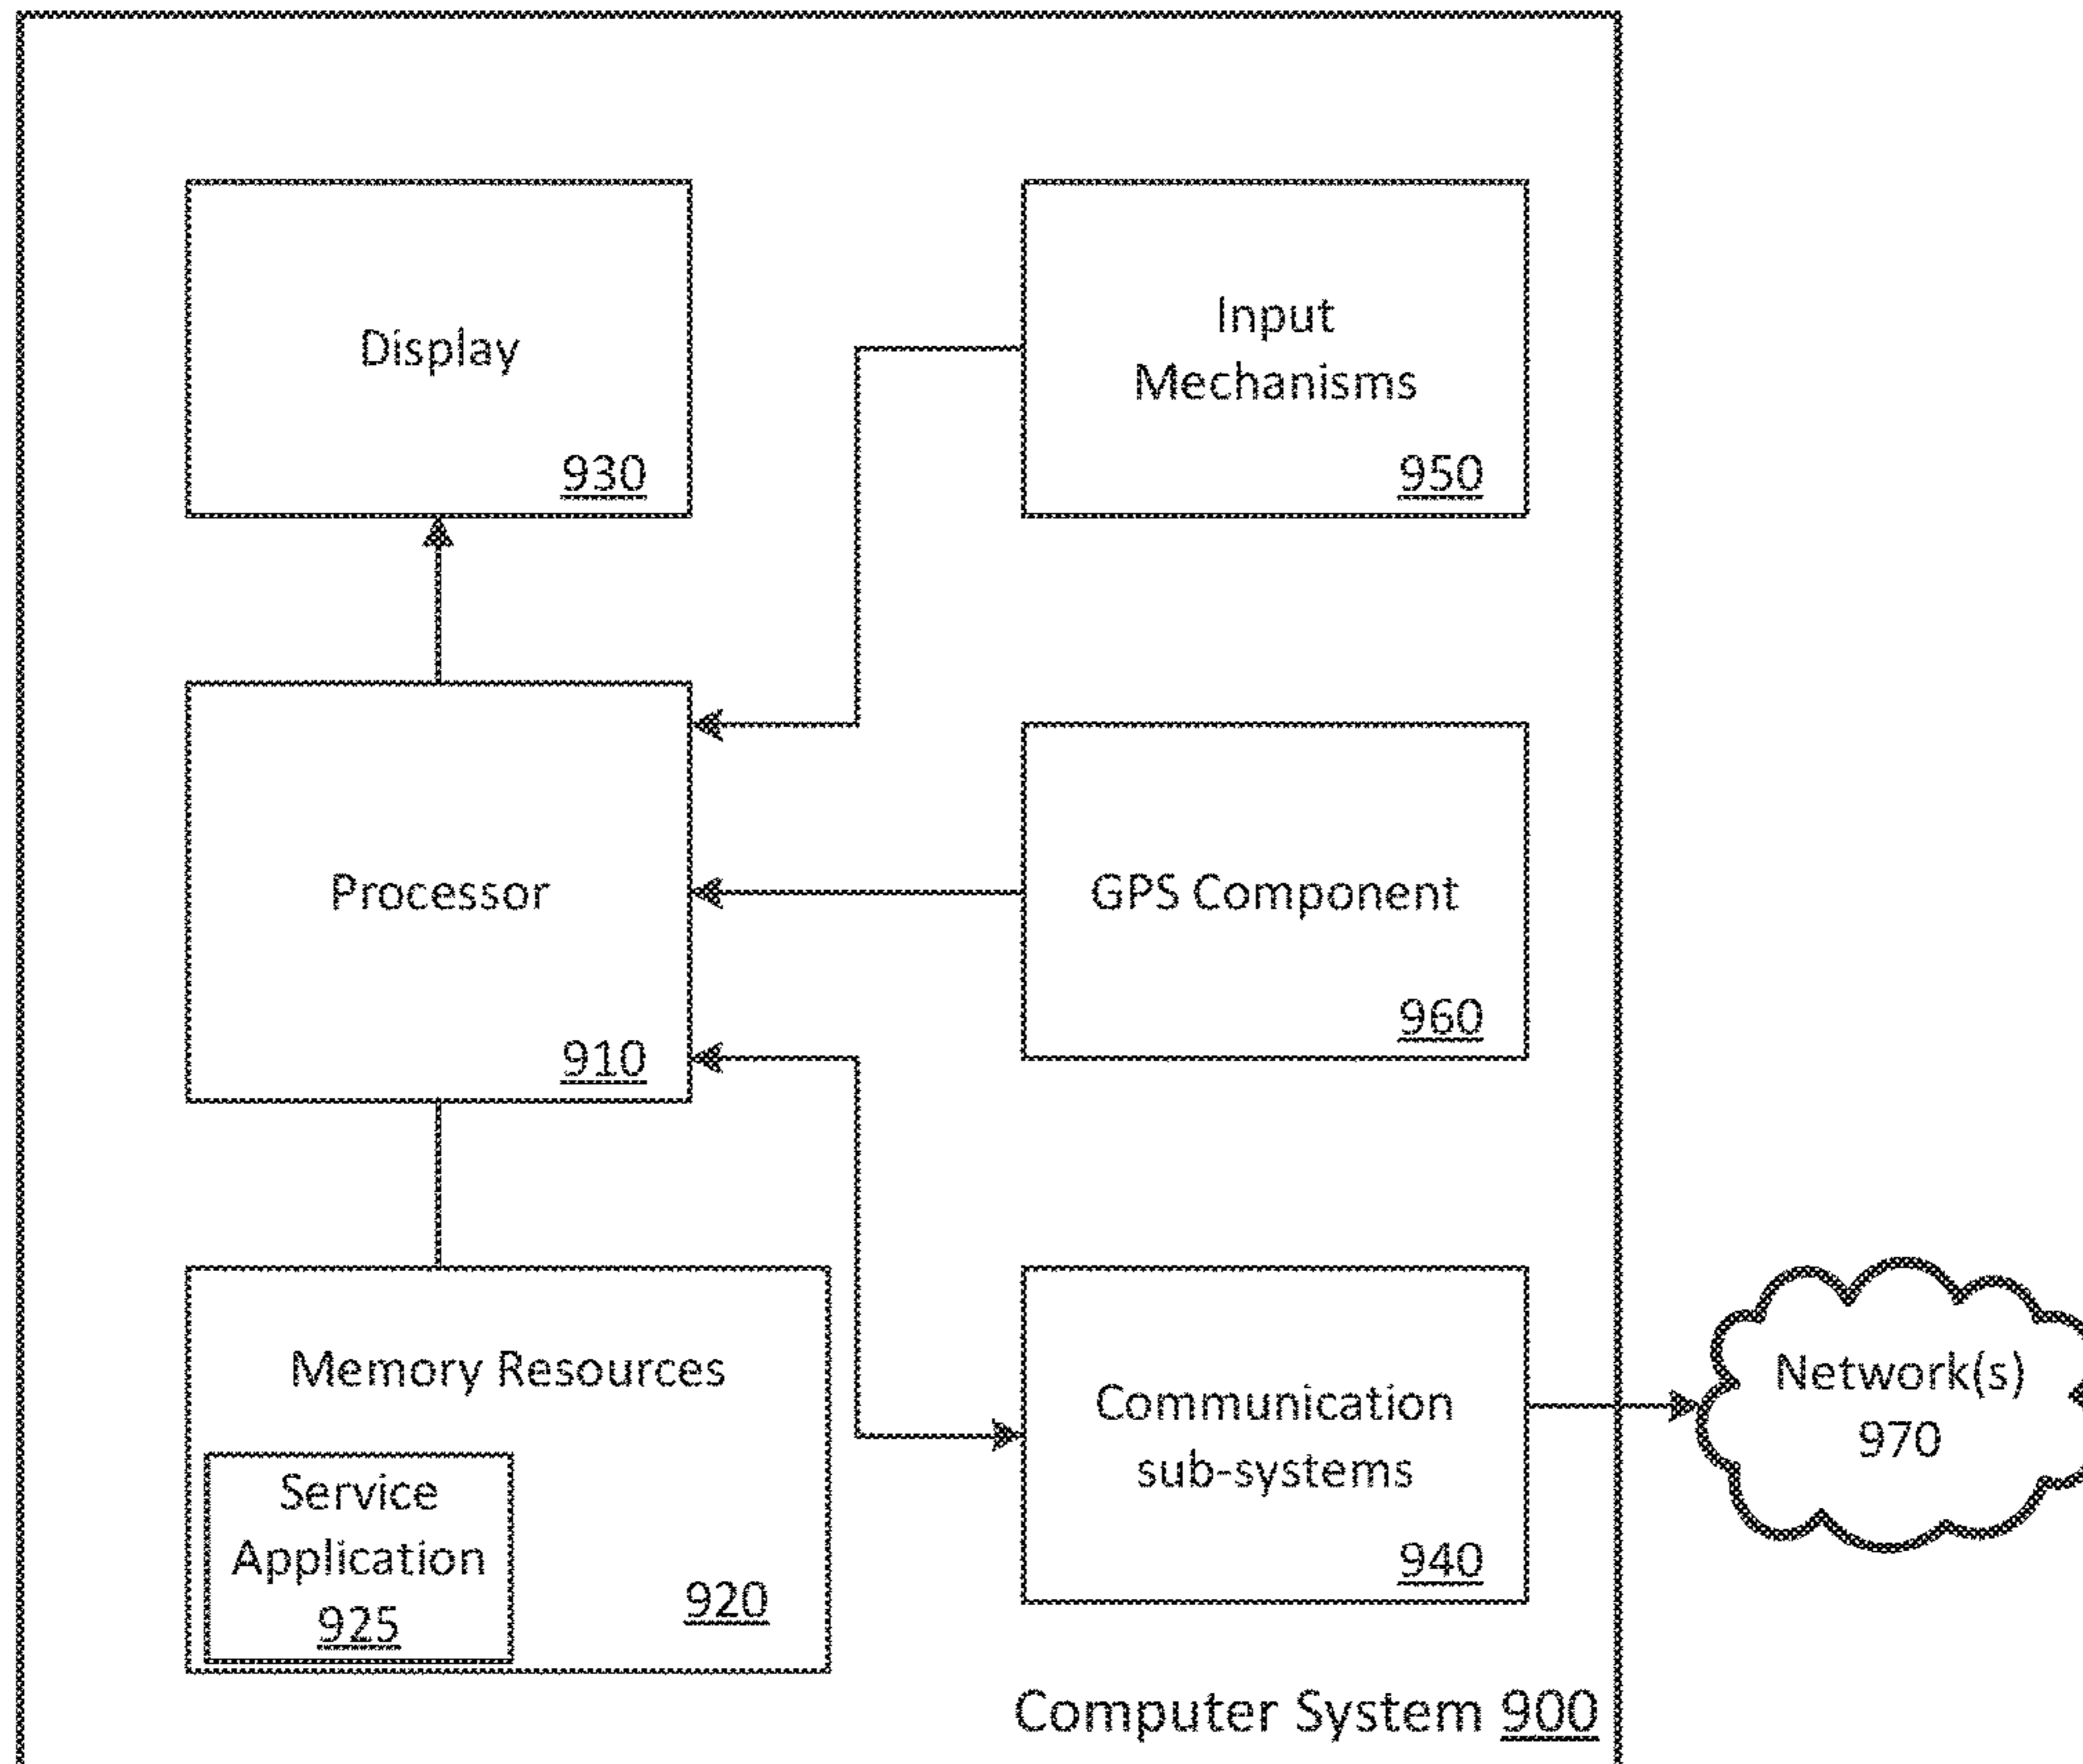 Display
930
Input
Mechanisms
950
Processor
910
GPS Component
960
Memory Resources
Service
Application
925
920
Communication
sub-systems
940
Network(s)
970
Computer System 900